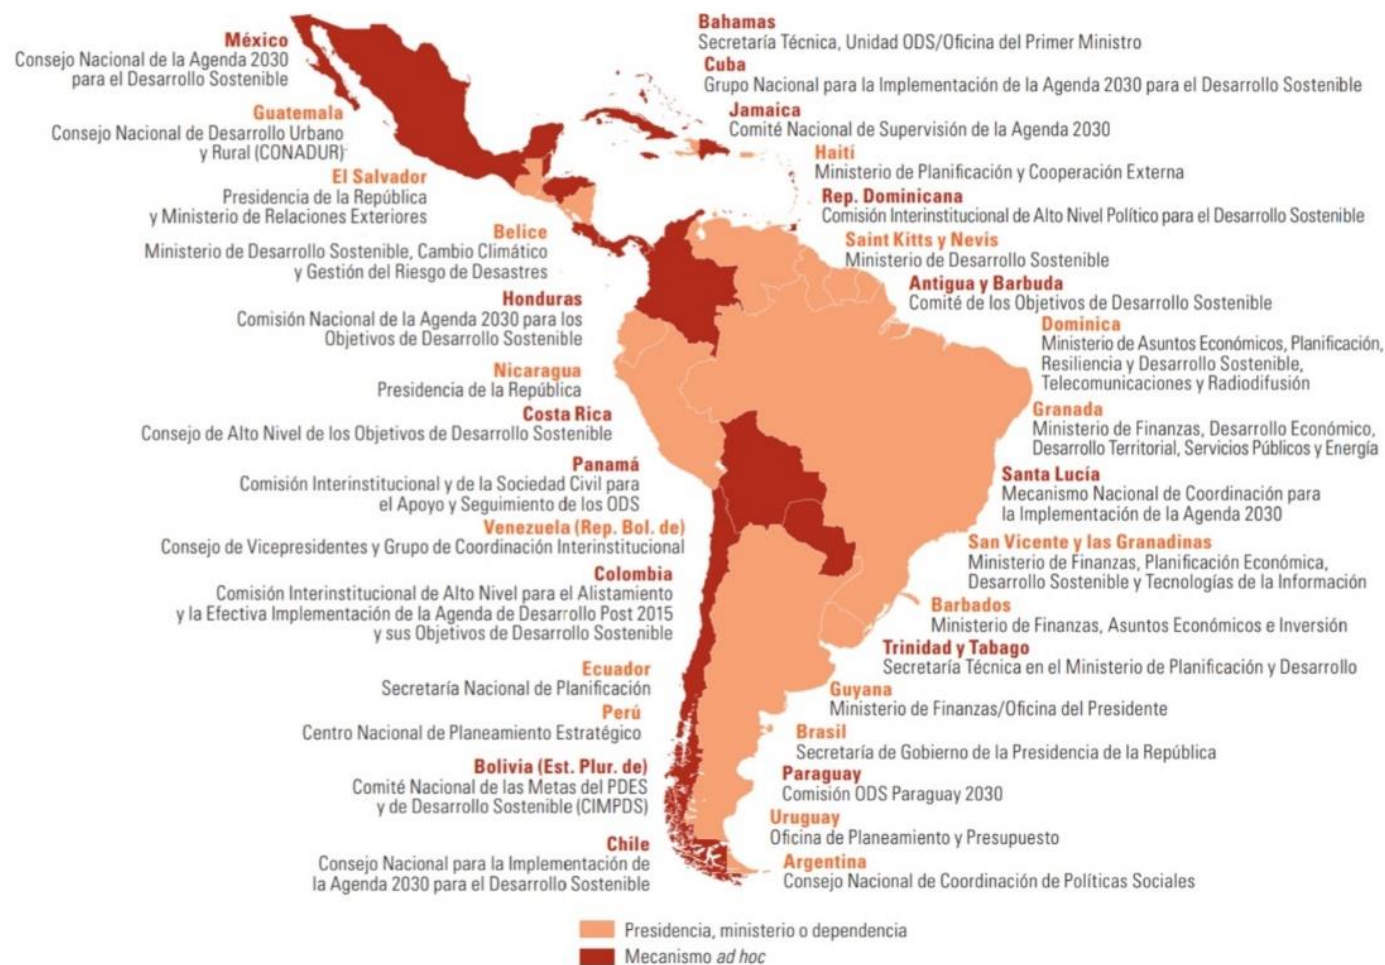 México
Consejo Nacional de la Agenda 2030
para el Desarrollo Sostenible
Guatemala
Consejo Nacional de Desarrollo Urbano
y Rural (CONADUR)
El Salvador
Presidencia de la República
y Ministerio de Relaciones Exteriores
Belice
Ministerio de Desarrollo Sostenible, Cambio Climático
y Gestión del Riesgo de Desastres
Honduras
Comisión Nacional de la Agenda 2030 para los
Objetivos de Desarrollo Sostenible
Nicaragua
Presidencia de la República
Costa Rica
Consejo de Alto Nivel de los Objetivos de Desarrollo Sostenible
Panamá
Comisión Interinstitucional y de la Sociedad Civil para
el Apoyo y Seguimiento de los ODS
Venezuela (Rep. Bol. de)
Consejo de Vicepresidentes y Grupo de Coordinación Interinstitucional
Colombia
Comisión Interinstitucional de Alto Nivel para el Alistamiento
y la Efectiva Implementación de la Agenda de Desarrollo Post 2015
y sus Objetivos de Desarrollo Sostenible
Ecuador
Secretaría Nacional de Planificación
Perú
Centro Nacional de Planeamiento Estratégico
Bolivia (Est. Plur. de)
Comité Nacional de las Metas del PDES
y de Desarrollo Sostenible (CIMPDS)
Chile
Consejo Nacional para la Implementación de
la Agenda 2030 para el Desarrollo Sostenible
Bahamas
Secretaría Técnica, Unidad ODS/Oficina del Primer Ministro
Cuba
Grupo Nacional para la Implementación de la Agenda 2030 para el Desarrollo Sostenible
Jamaica
Comité Nacional de Supervisión de la Agenda 2030
Haití
Ministerio de Planificación y Cooperación Externa
Rep. Dominicana
Comisión Interinstitucional de Alto Nivel Político para el Desarrollo Sostenible
Saint Kitts y Nevis
Ministerio de Desarrollo Sostenible
Antigua y Barbuda
Comité de los Objetivos de Desarrollo Sostenible
Dominica
Ministerio de Asuntos Económicos, Planificación,
Resiliencia y Desarrollo Sostenible,
Telecomunicaciones y Radiodifusión
Granada
Ministerio de Finanzas, Desarrollo Económico,
Desarrollo Territorial, Servicios Públicos y Energía
Santa Lucía
Mecanismo Nacional de Coordinación para
la Implementación de la Agenda 2030
San Vicente y las Granadinas
Ministerio de Finanzas, Planificación Económica,
Desarrollo Sostenible y Tecnologías de la Información
Barbados
Ministerio de Finanzas, Asuntos Económicos e Inversión
Trinidad y Tabago
Secretaría Técnica en el Ministerio de Planificación y Desarrollo
Guyana
Ministerio de Finanzas/Oficina del Presidente
Brasil
Secretaría de Gobierno de la Presidencia de la República
Paraguay
Comisión ODS Paraguay 2030
Uruguay
Oficina de Planeamiento y Presupuesto
Argentina
Consejo Nacional de Coordinación de Políticas Sociales
Presidencia, ministerio o dependencia
Mecanismo ad hoc